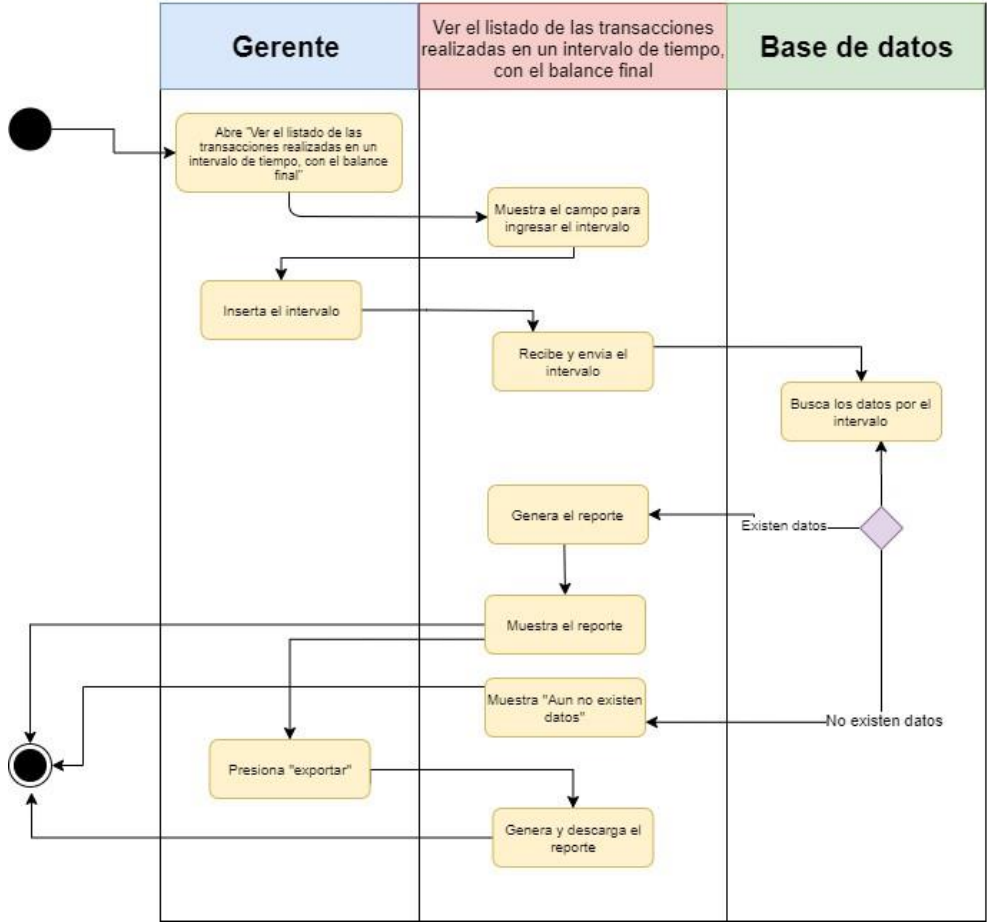 Gerente
Ver el listado de las transacciones
realizadas en un intervalo de tiempo,
con el balance final
Base de datos
Abre "Ver el listado de las
transacciones realizadas en un
intervalo de tiempo, con el balance
final"
Muestra el campo para
ingresar el intervalo
Inserta el intervalo
Recibe y envia el
intervalo
Busca los datos por el
intervalo
Genera el reporte
Existen datos
Muestra el reporte
Muestra "Aun no existen
datos"
No existen datos
Presiona "exportar"
Genera y descarga el
reporte